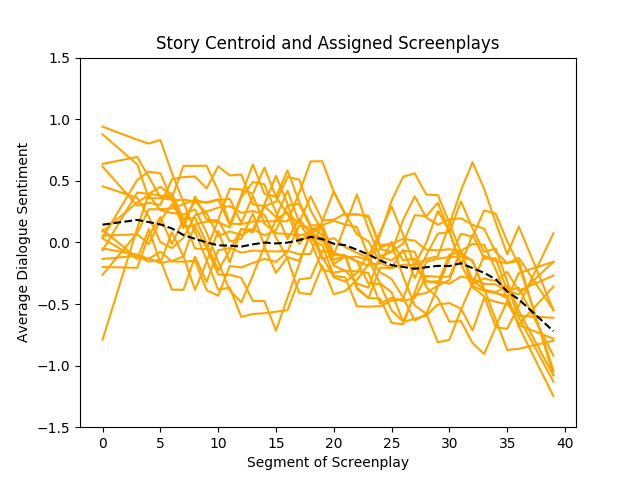 Story Centroid and Assigned Screenplays
1.5
1.0
0.5
0.0
−0.5
−1.0
−1.5
Average Dialogue Sentiment
0 5 10 15 20 25 30 35 40
Segment of Screenplay